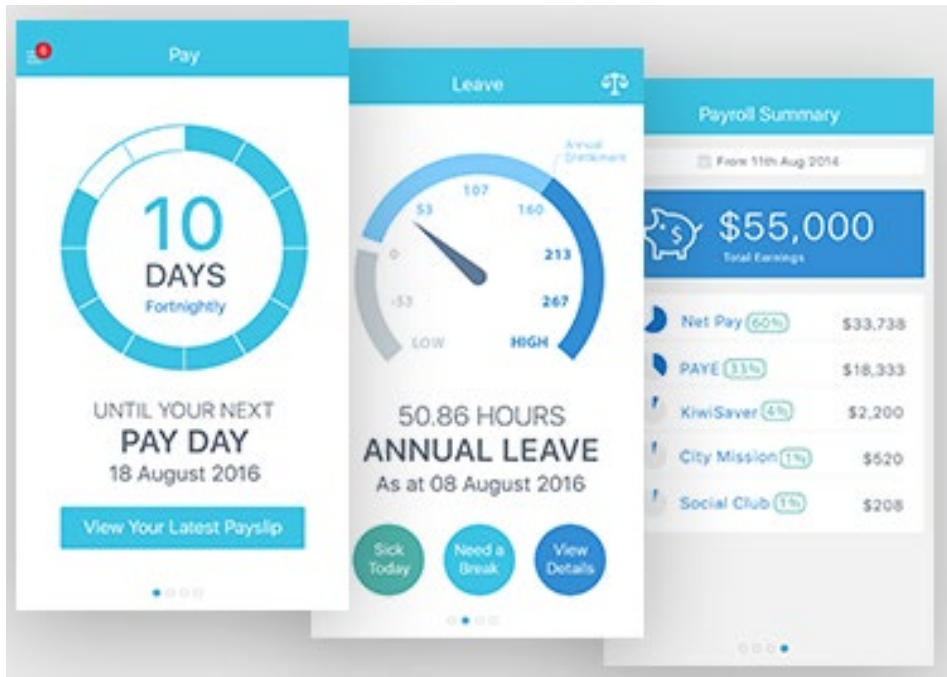 Pay
10
DAYS
Fortnightly
UNTIL YOUR NEXT
PAY DAY
18 August 2016
View Your Latest Payslip
Leave
Annual
Entitlement
107
53
160
0
213
-53
267
LOW
HIGH
50.86 HOURS
ANNUAL LEAVE
As at 08 August 2016
Sick
Today
Need a
Break
View
Details
Payroll Summary
From 11th Aug 2014
$55,000
Total Earnings
Net Pay 60% $33,738
PAYE 33% $18,333
KiwiSaver 4% $2,200
City Mission 1% $520
Social Club 1% $208